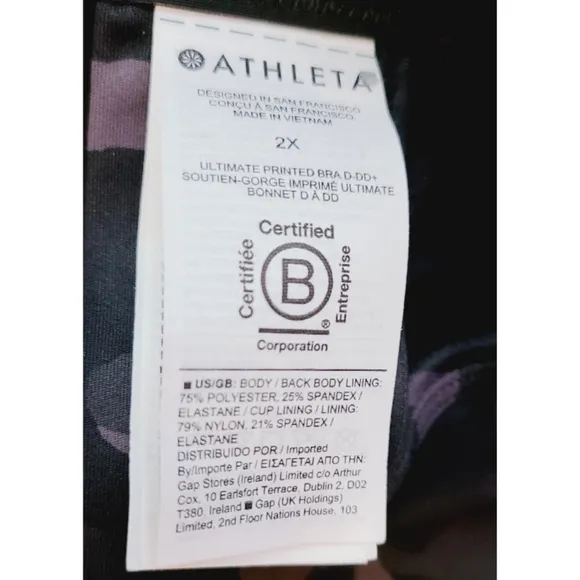 ATHLETA
DESIGNED IN SAN FRANCISCO
CONÇU À SAN FRANCISCO
MADE IN VIETNAM
2X
ULTIMATE PRINTED BRA D-DD+
SOUTIEN-GORGE IMPRIMÉ ULTIMATE
BONNET D À DD
Certified
Certifiée
B
Entreprise
®
Corporation
■ US/GB: BODY / BACK BODY LINING:
75% POLYESTER, 25% SPANDEX /
ELASTANE / CUP LINING / LINING:
79% NYLON, 21% SPANDEX /
ELASTANE
DISTRIBUIDO POR / Imported
By/Importe Par / ΕΙΣΑΓΕΤΑΙ ΑΠΟ ΤΗΝ:
Gap Stores (Ireland) Limited c/o Arthur
Cox, 10 Earlsfort Terrace, Dublin 2, D02
T380, Ireland ■ Gap (UK Holdings)
Limited, 2nd Floor Nations House, 103